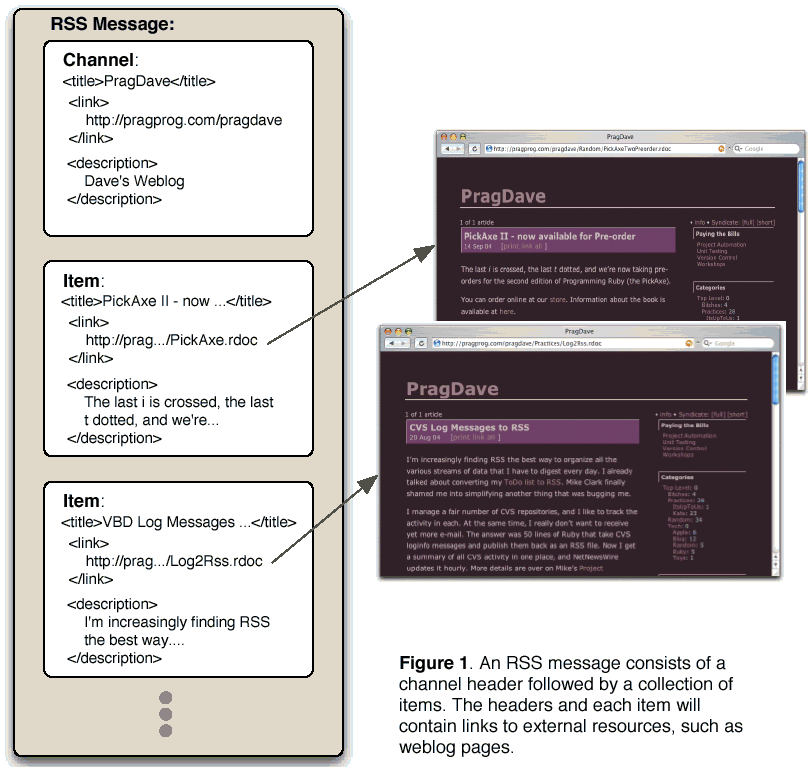 RSS Message:
Channel:
<title>PragDave</title>
<link>
http://pragprog.com/pragdave
</link>
<description>
Dave's Weblog
</description>
Item:
<title>PickAxe II - now ...</title>
<link>
http://prag.../PickAxe.rdoc
</link>
<description>
The last i is crossed, the last
t dotted, and we're...
</description>
Item:
<title>VBD Log Messages ...</title>
<link>
http://prag.../Log2Rss.rdoc
</link>
<description>
I'm increasingly finding RSS
the best way....
</description>
PragDave
http://pragprog.com/pragdave/Random/PickAxeTwoPreorder.rdoc
Google
PragDave
1 of 1 article
• info • Syndicate: [full] [short]
PickAxe II - now available for Pre-order
14 Sep 04 [print link all ]
The last i is crossed, the last t dotted, and we're now taking pre-
orders for the second edition of Programming Ruby (the PickAxe).
You can order online at our store. Information about the book is
available at here.
Paying the Bills
Project Automation
Unit Testing
Version Control
Workshops
Categories
Top Level: 0
Bitches: 4
Practices: 26
ItsUpToUs: 1
PragDave
http://pragprog.com/pragdave/Practices/Log2Rss.rdoc
Google
PragDave
1 of 1 article
• info • Syndicate: [full] [short]
CVS Log Messages to RSS
20 Aug 04 [print link all ]
I'm increasingly finding RSS the best way to organize all the
various streams of data that I have to digest every day. I already
talked about converting my ToDo list to RSS. Mike Clark finally
shamed me into simplifying another thing that was bugging me.
I manage a fair number of CVS repositories, and I like to track the
activity in each. At the same time, I really don't want to receive
yet more e-mail. The answer was 50 lines of Ruby that take CVS
loginfo messages and publish them back as an RSS file. Now I get
a summary of all CVS activity in one place, and NetNewsWire
updates it hourly. More details are over on Mike's Project
Paying the Bills
Project Automation
Unit Testing
Version Control
Workshops
Categories
Top Level: 0
Bitches: 4
Practices: 26
ItsUpToUs: 1
Kata: 23
Random: 34
Tech: 0
Apple: 6
Blog: 12
Random: 5
Ruby: 5
Toys: 1
Figure 1. An RSS message consists of a
channel header followed by a collection of
items. The headers and each item will
contain links to external resources, such as
weblog pages.